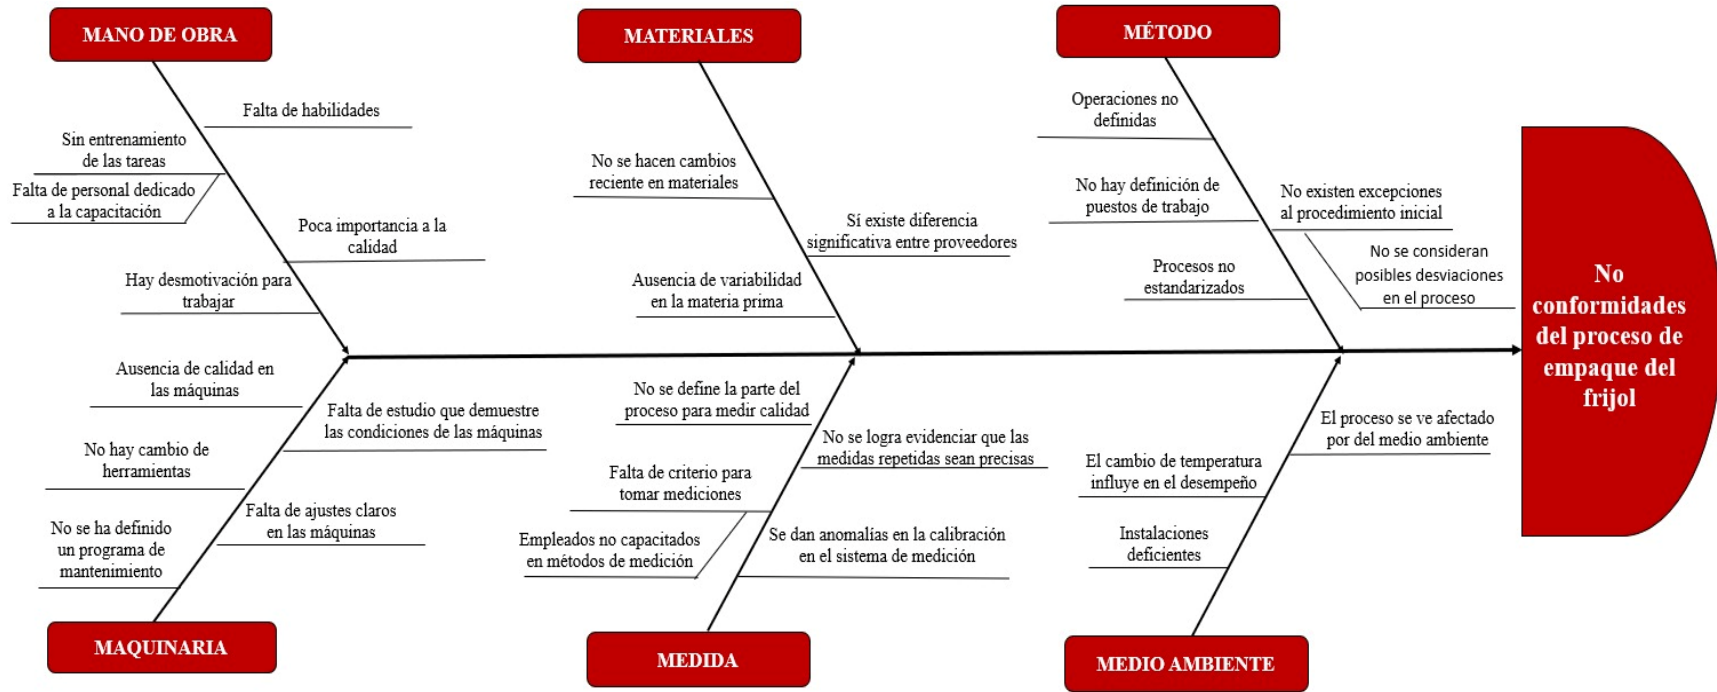 MANO DE OBRA
MATERIALES
MÉTODO
Falta de habilidades
Sin entrenamiento
de las tareas
Falta de personal dedicado
a la capacitación
Poca importancia a la
calidad
Hay desmotivación para
trabajar
No se hacen cambios
reciente en materiales
Sí existe diferencia
significativa entre proveedores
Ausencia de variabilidad
en la materia prima
Operaciones no
definidas
No hay definición de
puestos de trabajo
No existen excepciones
al procedimiento inicial
No se consideran
posibles desviaciones
en el proceso
Procesos no
estandarizados
No
conformidades
del proceso de
empaque del
frijol
Ausencia de calidad en
las máquinas
Falta de estudio que demuestre
las condiciones de las máquinas
No hay cambio de
herramientas
Falta de ajustes claros
en las máquinas
No se ha definido
un programa de
mantenimiento
No se define la parte del
proceso para medir calidad
No se logra evidenciar que las
medidas repetidas sean precisas
Falta de criterio para
tomar mediciones
Empleados no capacitados
en métodos de medición
Se dan anomalías en la calibración
en el sistema de medición
El proceso se ve afectado
por del medio ambiente
El cambio de temperatura
influye en el desempeño
Instalaciones
deficientes
MAQUINARIA
MEDIDA
MEDIO AMBIENTE